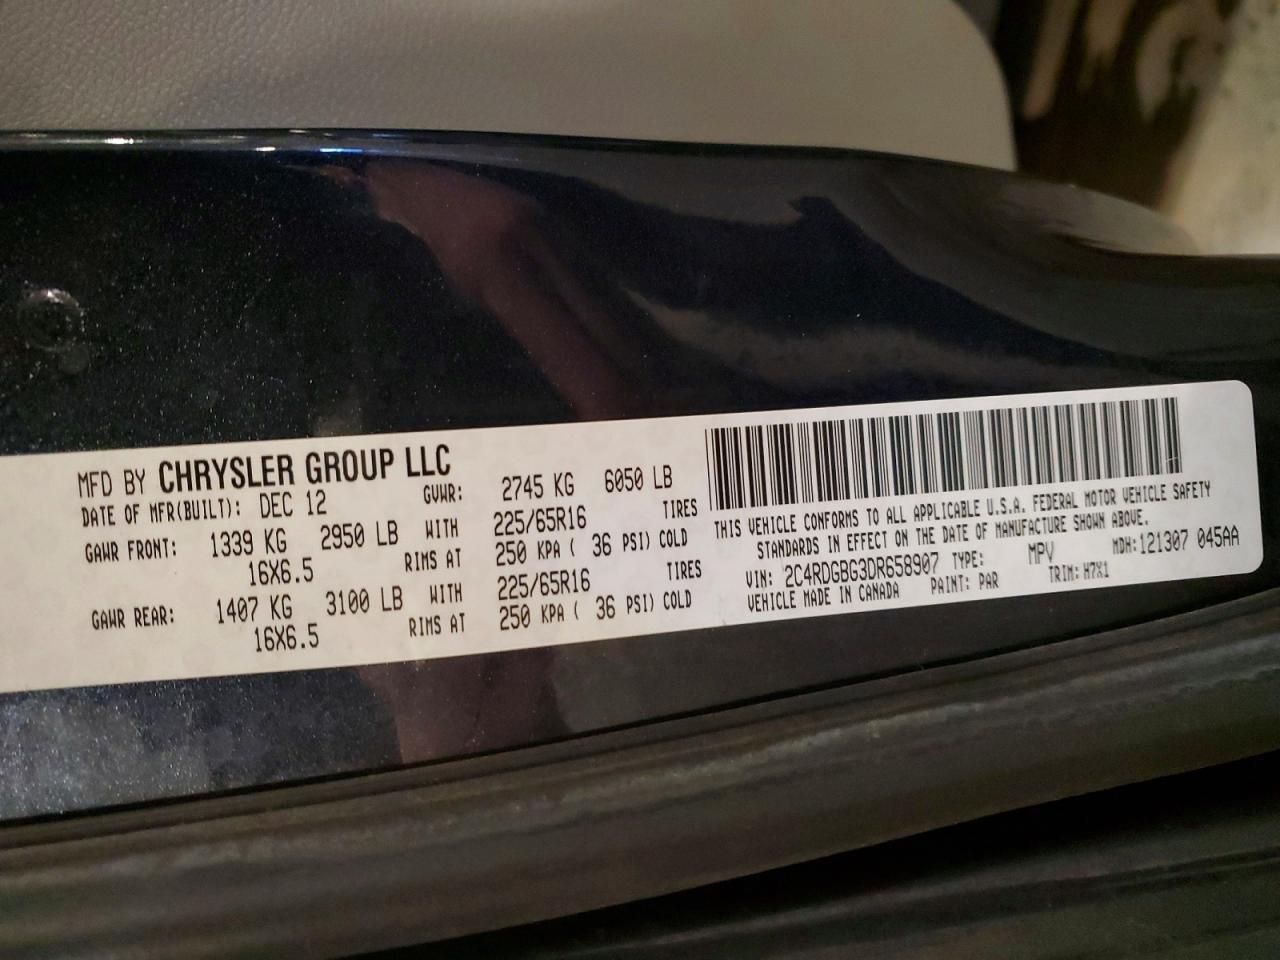 MFD BY CHRYSLER GROUP LLC
DATE OF MFR(BUILT): DEC 12 GVWR: 2745 KG 6050 LB
GAWR FRONT: 1339 KG 2950 LB WITH 225/65R16 TIRES
16X6.5 RIMS AT 250 KPA ( 36 PSI) COLD
GAWR REAR: 1407 KG 3100 LB WITH 225/65R16 TIRES
16X6.5 RIMS AT 250 KPA ( 36 PSI) COLD
THIS VEHICLE CONFORMS TO ALL APPLICABLE U.S.A. FEDERAL MOTOR VEHICLE SAFETY
STANDARDS IN EFFECT ON THE DATE OF MANUFACTURE SHOWN ABOVE.
VIN: 2C4RDGBG3DR658907 TYPE: MPV MDH:121307 045AA
VEHICLE MADE IN CANADA PAINT: PAR TRIM: H7X1